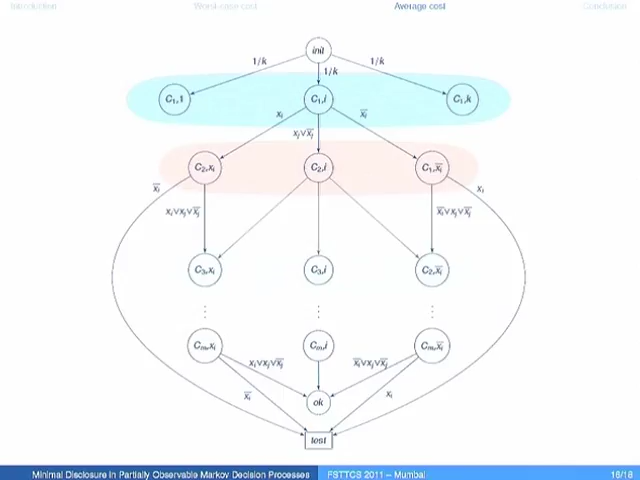 Introduction Worst-case cost Average cost Conclusion
init
1/k 1/k 1/k
C₁,1 C₁,i C₁,k
xᵢ xⱼ∨x̅ⱼ x̅ᵢ
C₂,xᵢ C₂,i C₁,x̅ᵢ
x̅ᵢ xᵢ
xᵢ∨xⱼ∨x̅ⱼ x̅ᵢ∨xⱼ∨x̅ⱼ
C₃,xᵢ C₃,i C₂,x̅ᵢ
⋮ ⋮ ⋮
Cₘ,xᵢ Cₘ,i Cₘ,x̅ᵢ
xᵢ∨xⱼ∨x̅ⱼ x̅ᵢ∨xⱼ∨x̅ⱼ
x̅ᵢ ok xᵢ
lost
Minimal Disclosure in Partially Observable Markov Decision Processes FSTTCS 2011 – Mumbai 16/18